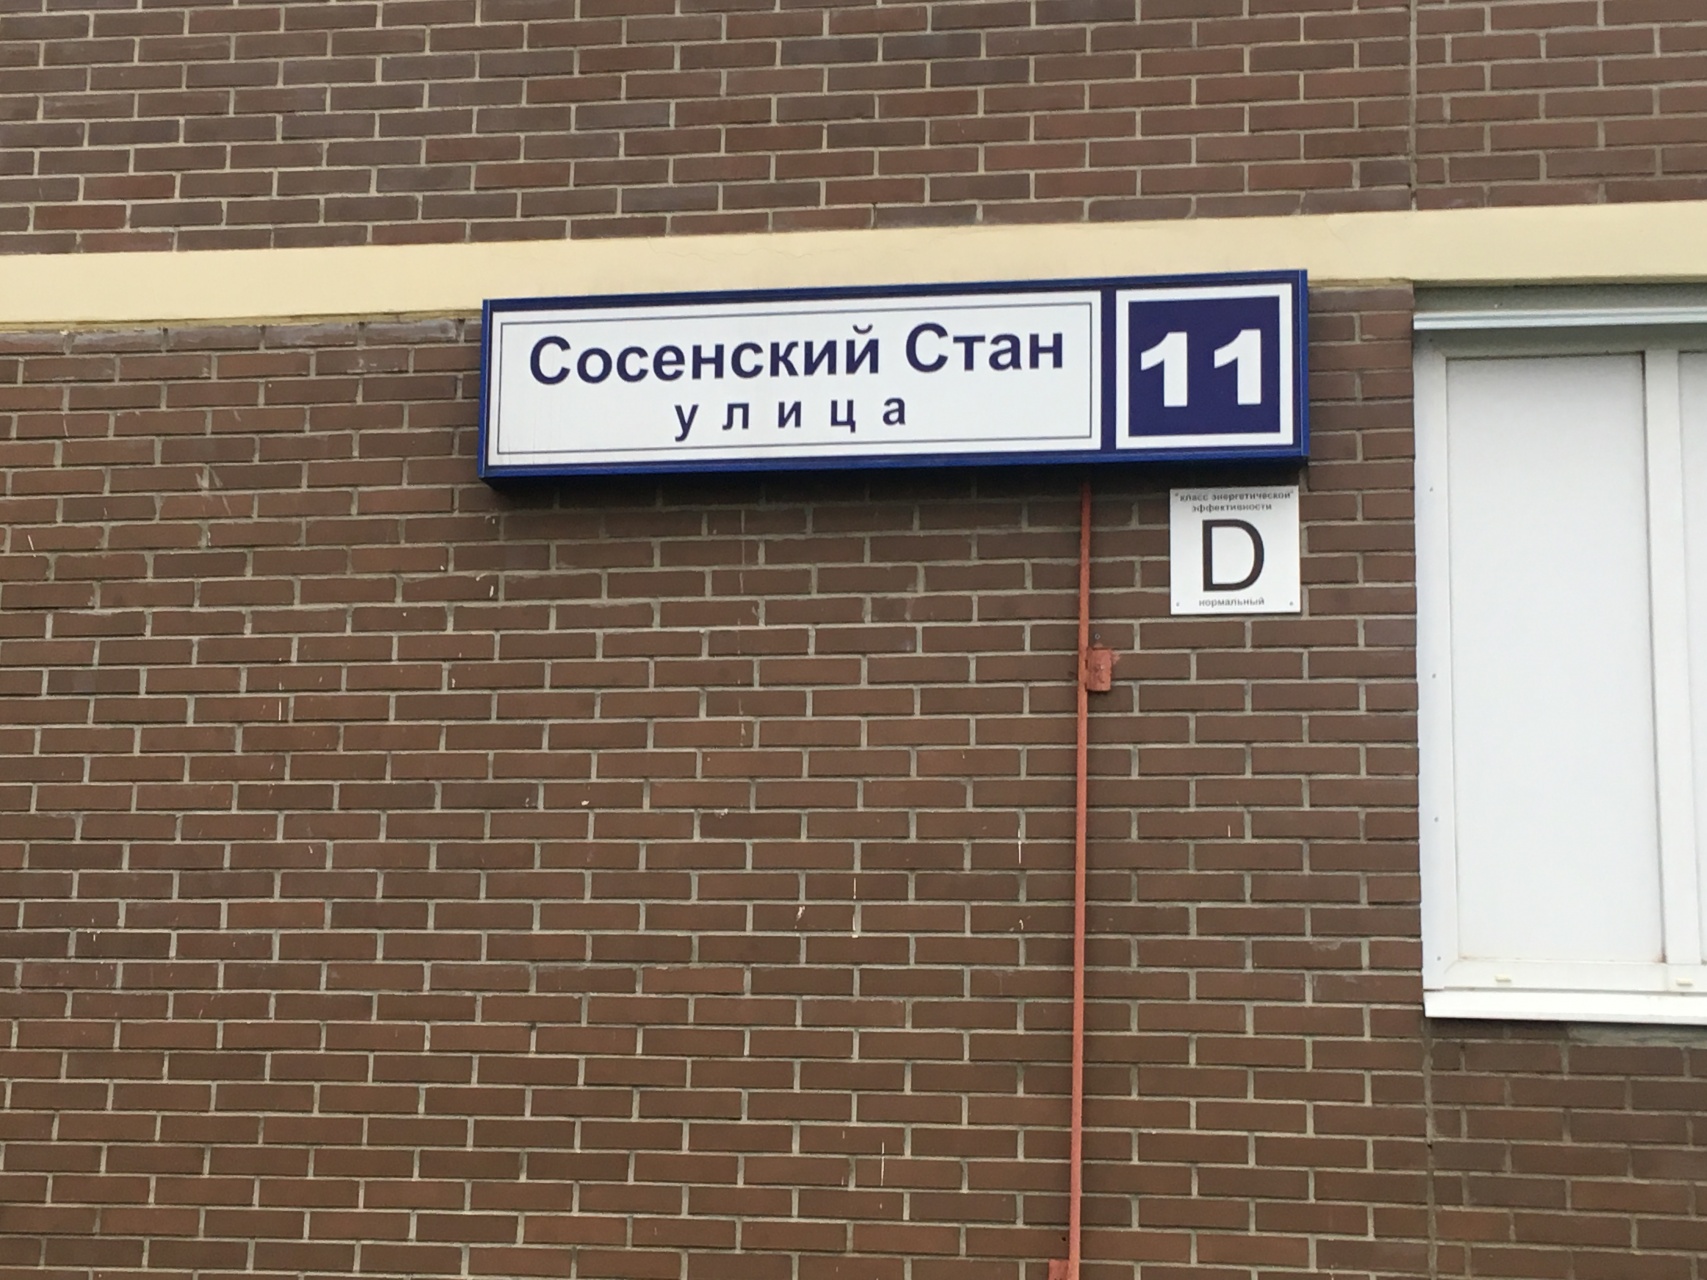 Сосенский Стан
улица
11
"класс энергетической"
эффективности
D
нормальный